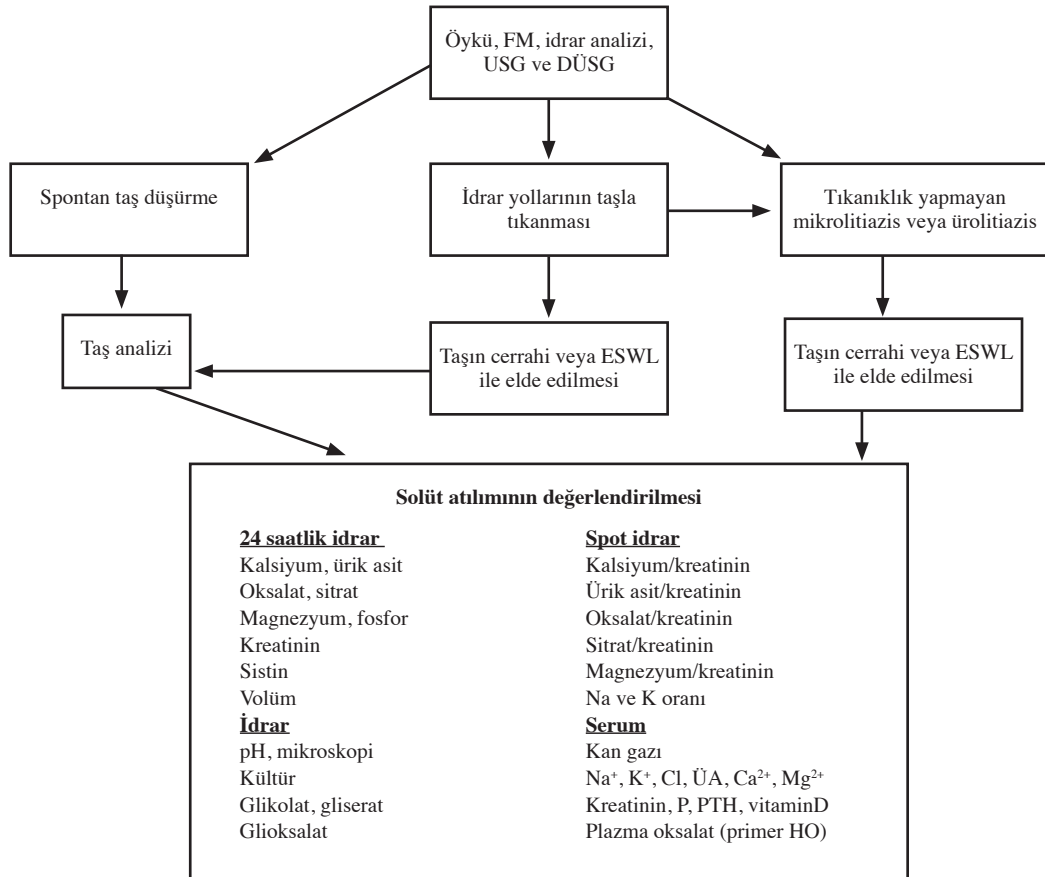 Öykü, FM, idrar analizi,
USG ve DÜSG
Spontan taş düşürme
İdrar yollarının taşla
tıkanması
Tıkanıklık yapmayan
mikrolitiazis veya ürolitiazis
Taş analizi
Taşın cerrahi veya ESWL
ile elde edilmesi
Taşın cerrahi veya ESWL
ile elde edilmesi
Solüt atılımının değerlendirilmesi
24 saatlik idrar
Kalsiyum, ürik asit
Oksalat, sitrat
Magnezyum, fosfor
Kreatinin
Sistin
Volüm
İdrar
pH, mikroskopi
Kültür
Glikolat, gliserat
Glioksalat
Spot idrar
Kalsiyum/kreatinin
Ürik asit/kreatinin
Oksalat/kreatinin
Sitrat/kreatinin
Magnezyum/kreatinin
Na ve K oranı
Serum
Kan gazı
Na⁺, K⁺, Cl, ÜA, Ca²⁺, Mg²⁺
Kreatinin, P, PTH, vitaminD
Plazma oksalat (primer HO)